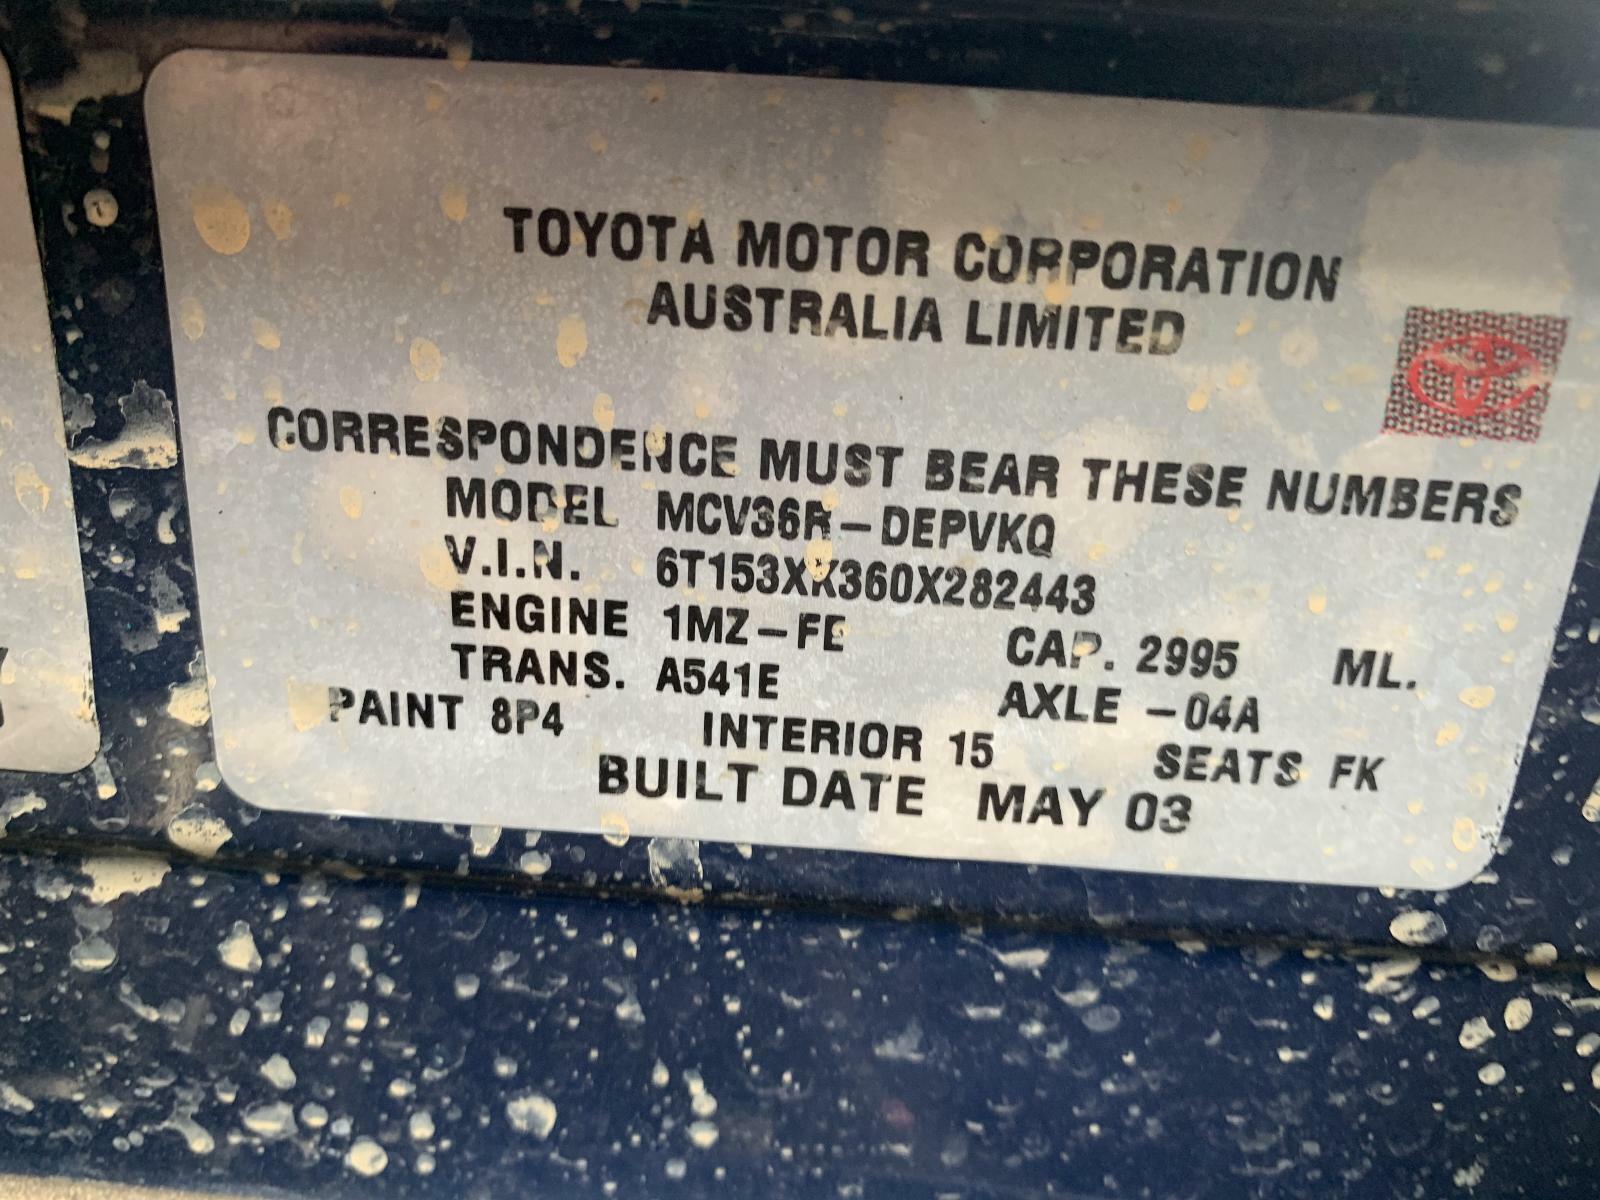 TOYOTA MOTOR CORPORATION
AUSTRALIA LIMITED
CORRESPONDENCE MUST BEAR THESE NUMBERS
MODEL MCV36R-DEPVKQ
V.I.N. 6T153XK360X282443
ENGINE 1MZ-FE CAP. 2995 ML.
TRANS. A541E AXLE -04A
PAINT 8P4 INTERIOR 15 SEATS FK
BUILT DATE MAY 03